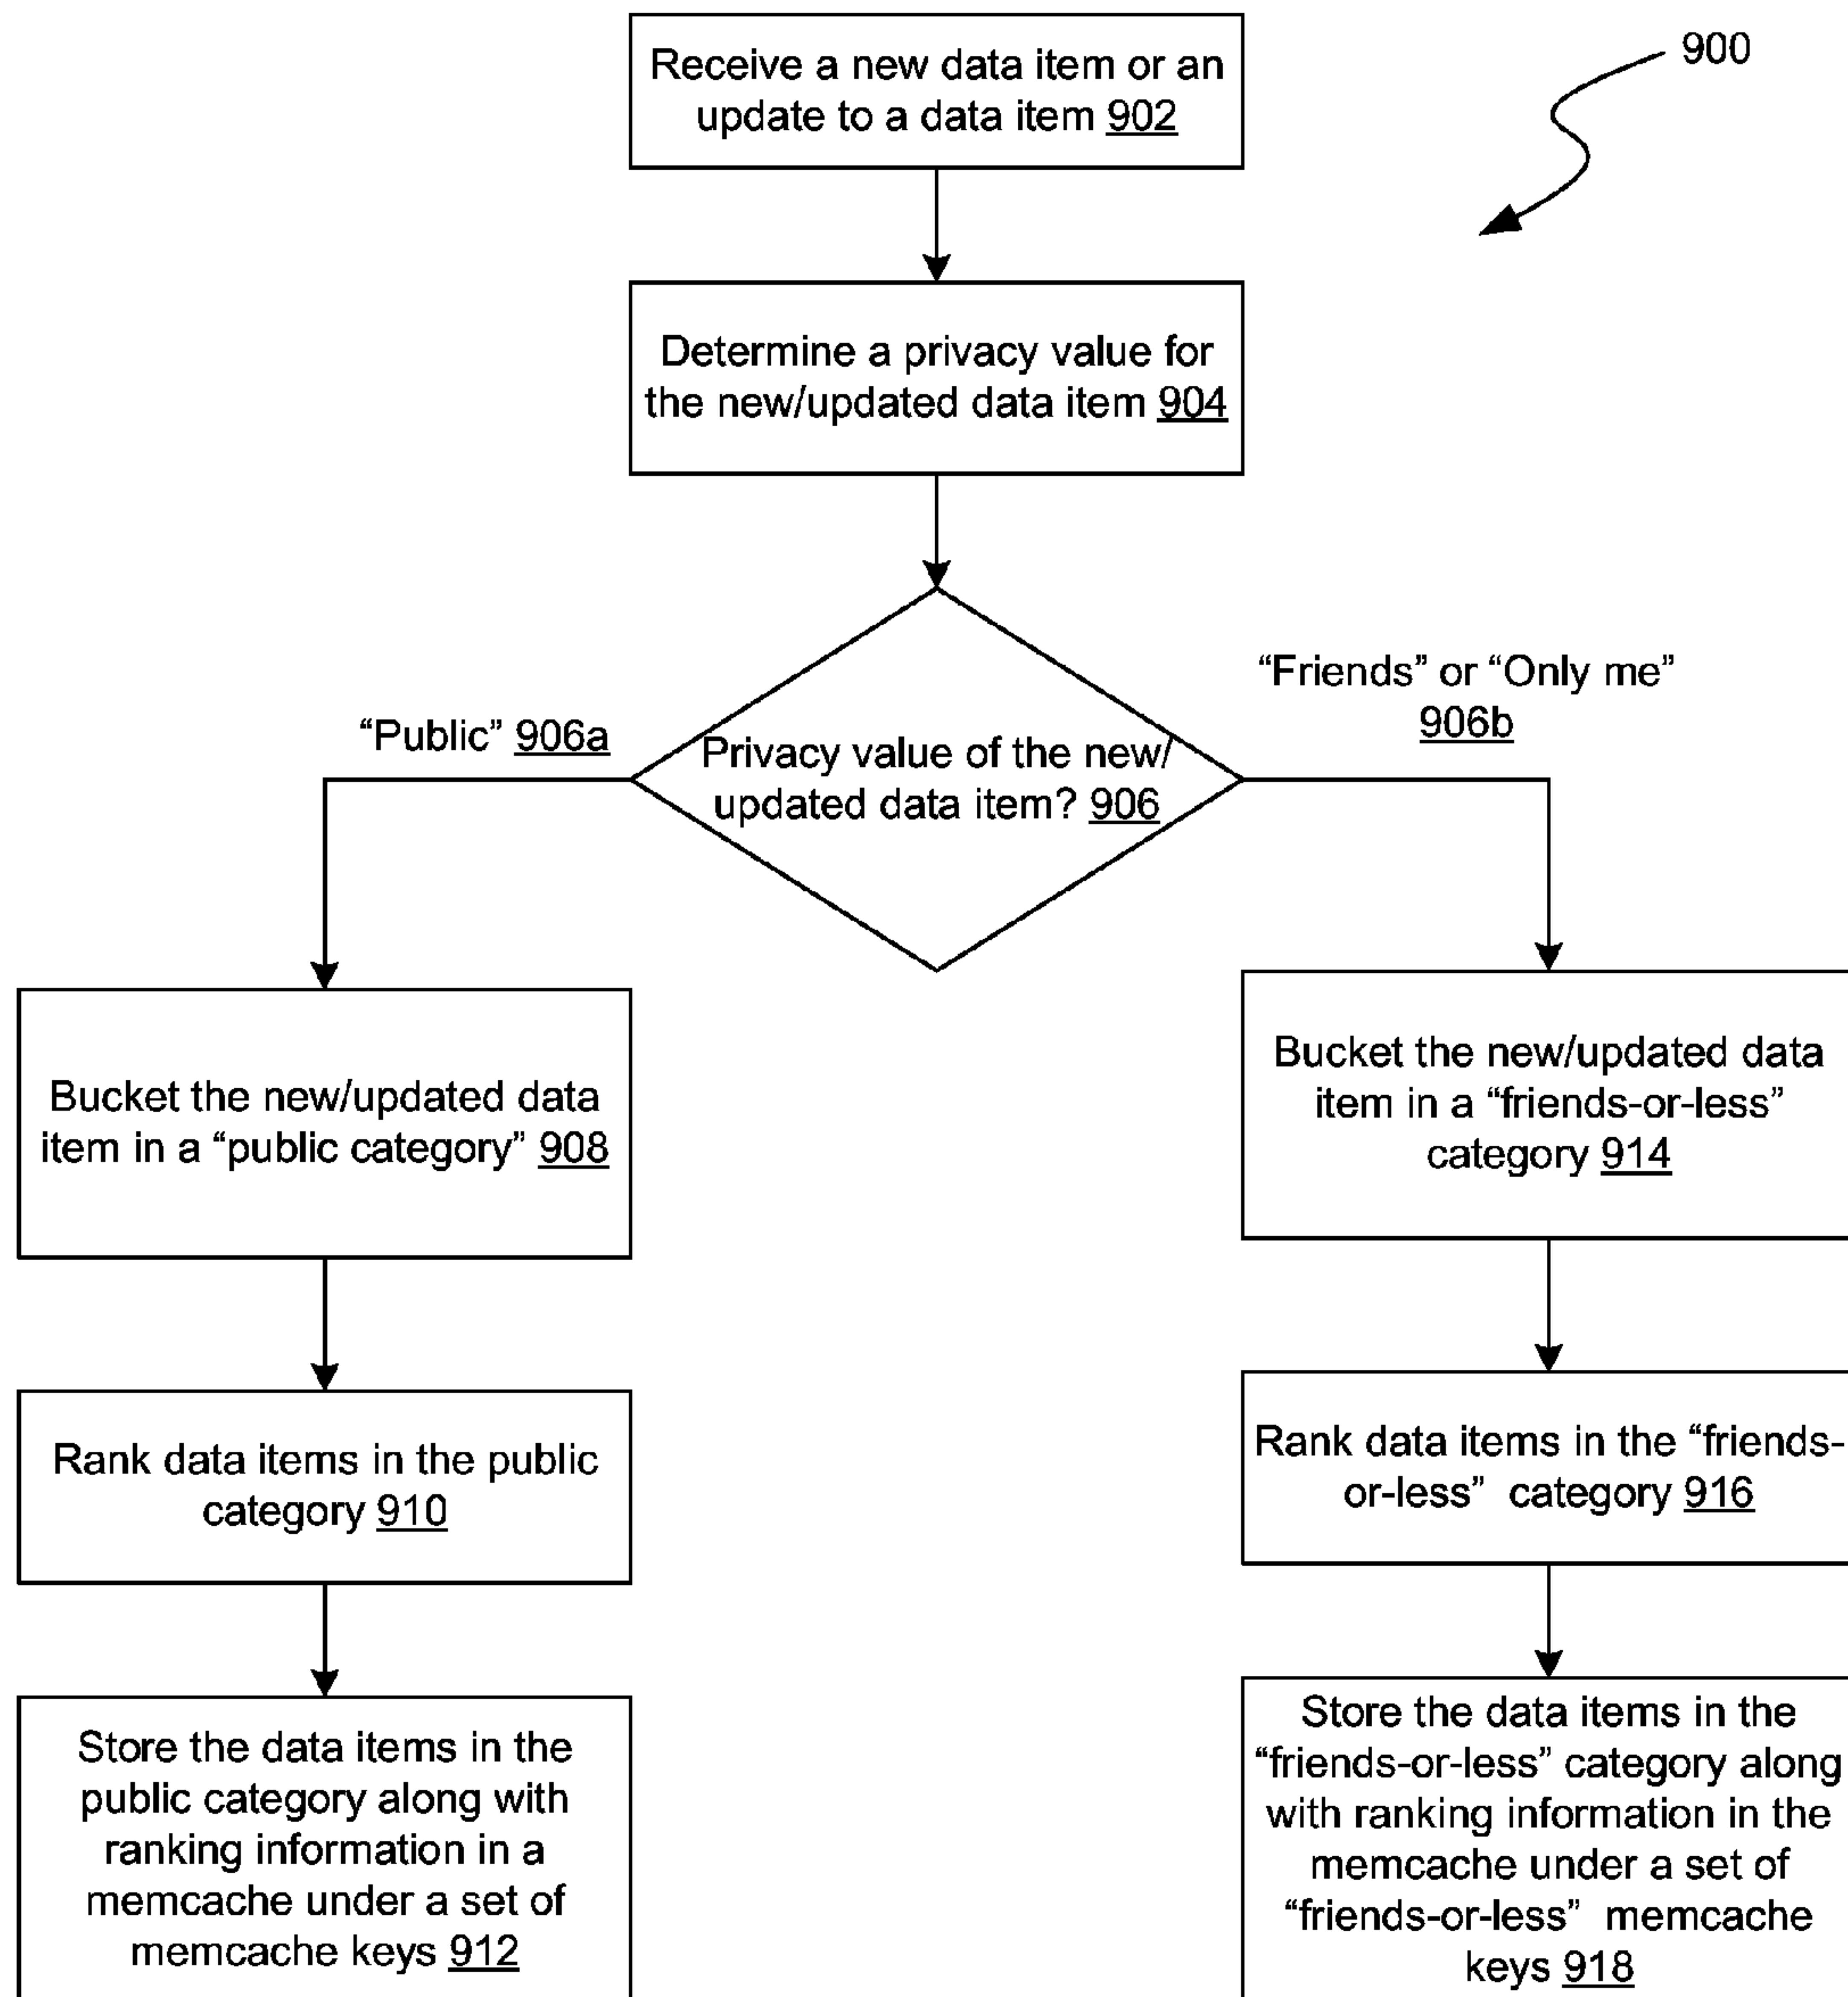 Receive a new data item or an
update to a data item 902
900
Determine a privacy value for
the new/updated data item 904
“Public” 906a
Privacy value of the new/
updated data item? 906
“Friends” or “Only me”
906b
Bucket the new/updated data
item in a “public category” 908
Rank data items in the public
category 910
Store the data items in the
public category along with
ranking information in a
memcache under a set of
memcache keys 912
Bucket the new/updated data
item in a “friends-or-less”
category 914
Rank data items in the “friends-
or-less” category 916
Store the data items in the
“friends-or-less” category along
with ranking information in the
memcache under a set of
“friends-or-less” memcache
keys 918